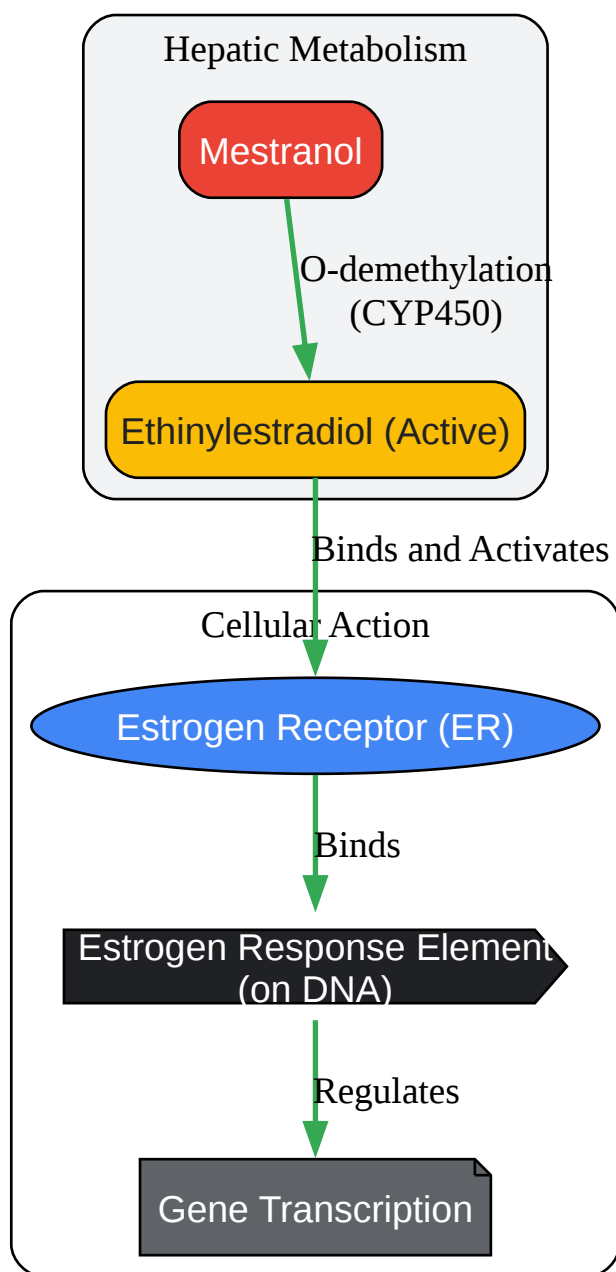 Hepatic Metabolism
Mestranol
O-demethylation
(CYP450)
Ethinylestradiol (Active)
Binds and Activates
Cellular Action
Estrogen Receptor (ER)
Binds
Estrogen Response Element
(on DNA)
Regulates
Gene Transcription